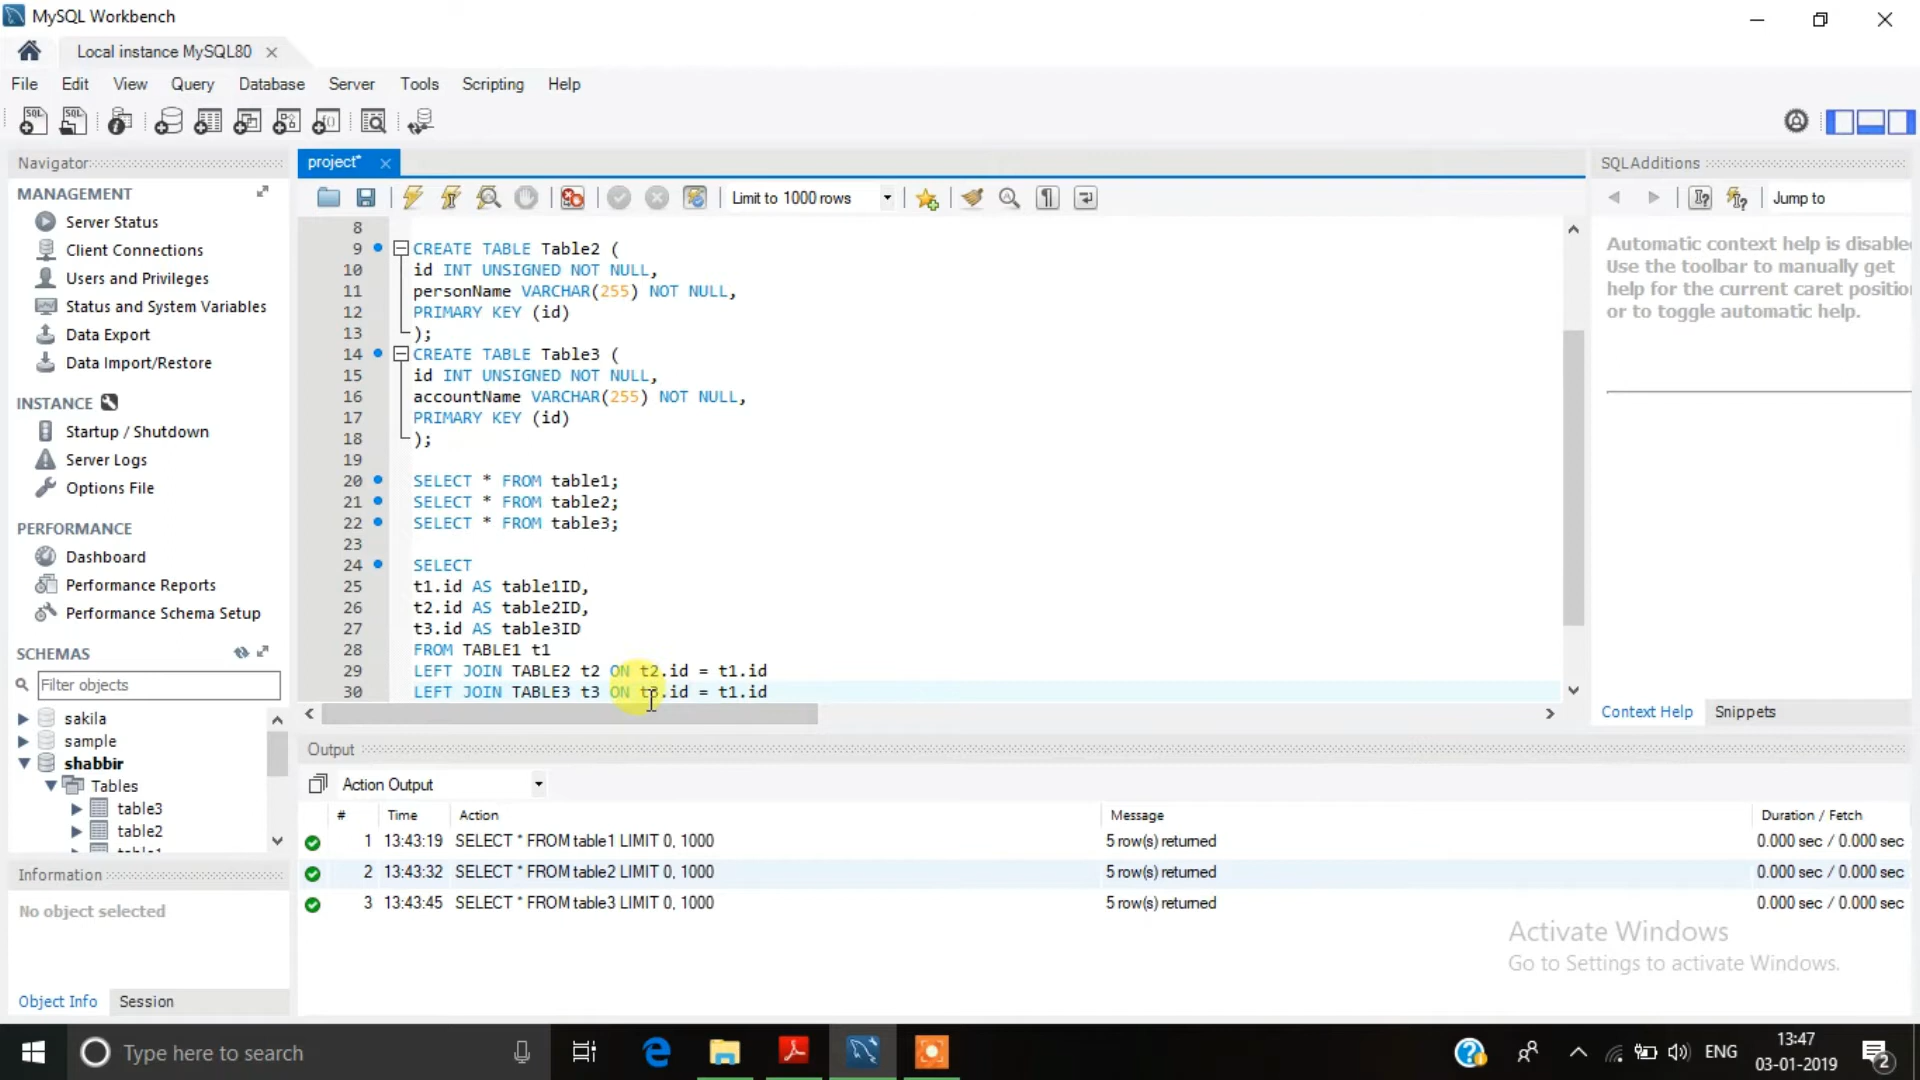 MySQL Workbench
Local instance MySQL80
File Edit View Query Database Server Tools Scripting Help
Navigator
MANAGEMENT
Server Status
Client Connections
Users and Privileges
Status and System Variables
Data Export
Data Import/Restore
INSTANCE
Startup / Shutdown
Server Logs
Options File
PERFORMANCE
Dashboard
Performance Reports
Performance Schema Setup
SCHEMAS
Filter objects
sakila
sample
shabbir
Tables
table3
table2
Information
No object selected
Object Info Session
project*
Limit to 1000 rows
8
9 CREATE TABLE Table2 (
10 id INT UNSIGNED NOT NULL,
11 personName VARCHAR(255) NOT NULL,
12 PRIMARY KEY (id)
13 );
14 CREATE TABLE Table3 (
15 id INT UNSIGNED NOT NULL,
16 accountName VARCHAR(255) NOT NULL,
17 PRIMARY KEY (id)
18 );
19
20 SELECT * FROM table1;
21 SELECT * FROM table2;
22 SELECT * FROM table3;
23
24 SELECT
25 t1.id AS table1ID,
26 t2.id AS table2ID,
27 t3.id AS table3ID
28 FROM TABLE1 t1
29 LEFT JOIN TABLE2 t2 ON t2.id = t1.id
30 LEFT JOIN TABLE3 t3 ON t3.id = t1.id
SQLAdditions
Jump to
Automatic context help is disable
Use the toolbar to manually get
help for the current caret positio
or to toggle automatic help.
Context Help Snippets
Output
Action Output
# Time Action Message Duration / Fetch
1 13:43:19 SELECT * FROM table1 LIMIT 0, 1000 5 row(s) returned 0.000 sec / 0.000 sec
2 13:43:32 SELECT * FROM table2 LIMIT 0, 1000 5 row(s) returned 0.000 sec / 0.000 sec
3 13:43:45 SELECT * FROM table3 LIMIT 0, 1000 5 row(s) returned 0.000 sec / 0.000 sec
Activate Windows
Go to Settings to activate Windows.
Type here to search
ENG
13:47
03-01-2019
2